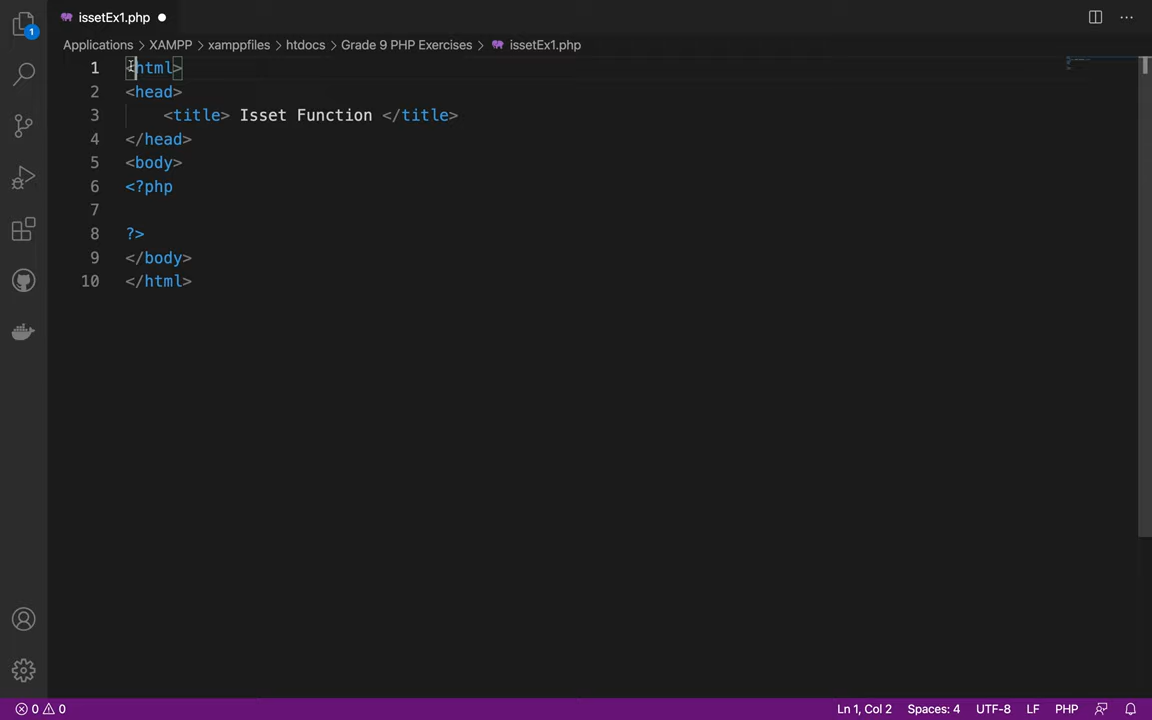 issetEx1.php
Applications > XAMPP > xamppfiles > htdocs > Grade 9 PHP Exercises > issetEx1.php
1 <html>
2 <head>
3 <title> Isset Function </title>
4 </head>
5 <body>
6 <?php
7
8 ?>
9 </body>
10 </html>
1
0 0 Ln 1, Col 2 Spaces: 4 UTF-8 LF PHP